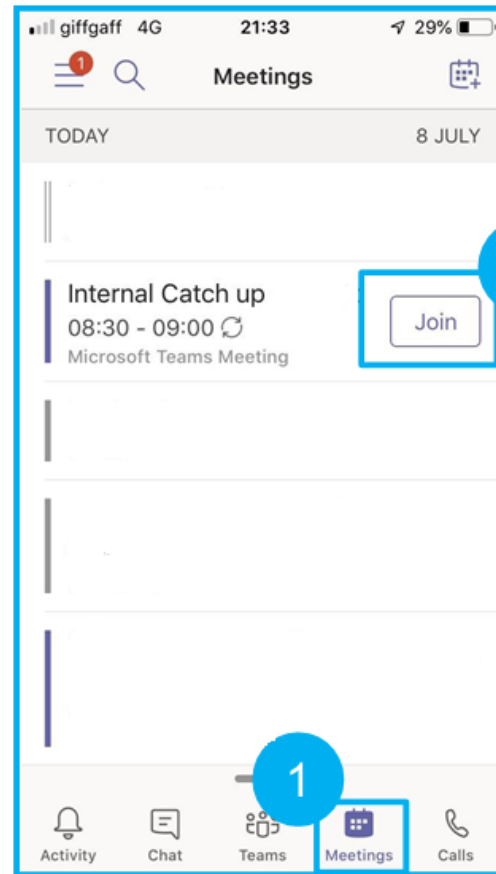 giffgaff 4G 21:33 29%
1
Meetings
TODAY 8 JULY
Internal Catch up
08:30 - 09:00
Join
Microsoft Teams Meeting
1
Activity Chat Teams Meetings Calls